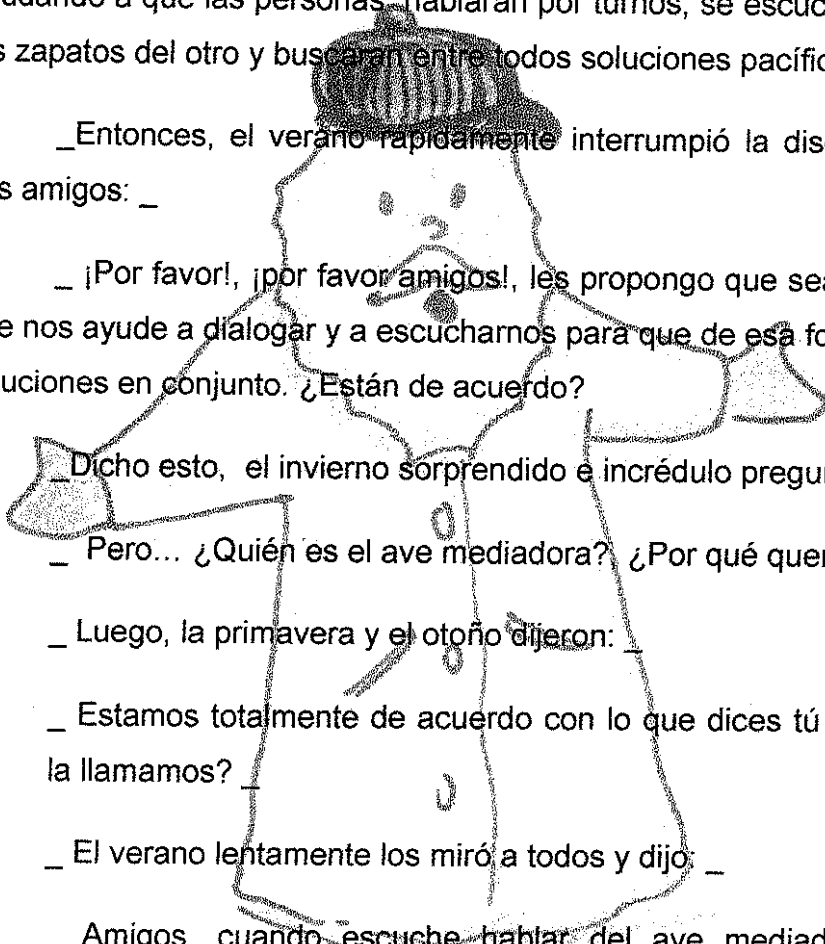 udando a que las personas hablaran por turnos, se escuc
s zapatos del otro y buscaran entre todos soluciones pacífic
_Entonces, el verano rapidamente interrumpió la dis
s amigos: _
_ ¡Por favor!, ¡por favor amigos!, les propongo que sea
e nos ayude a dialogar y a escucharnos para que de esa fo
uciones en conjunto. ¿Están de acuerdo?
_Dicho esto, el invierno sorprendido e incrédulo pregu
_ Pero... ¿Quién es el ave mediadora? ¿Por qué quer
_ Luego, la primavera y el otoño dijeron: _
_ Estamos totalmente de acuerdo con lo que dices tú
la llamamos? _
_ El verano lentamente los miró a todos y dijo: _
Amigos, cuando escuche hablar del ave mediad